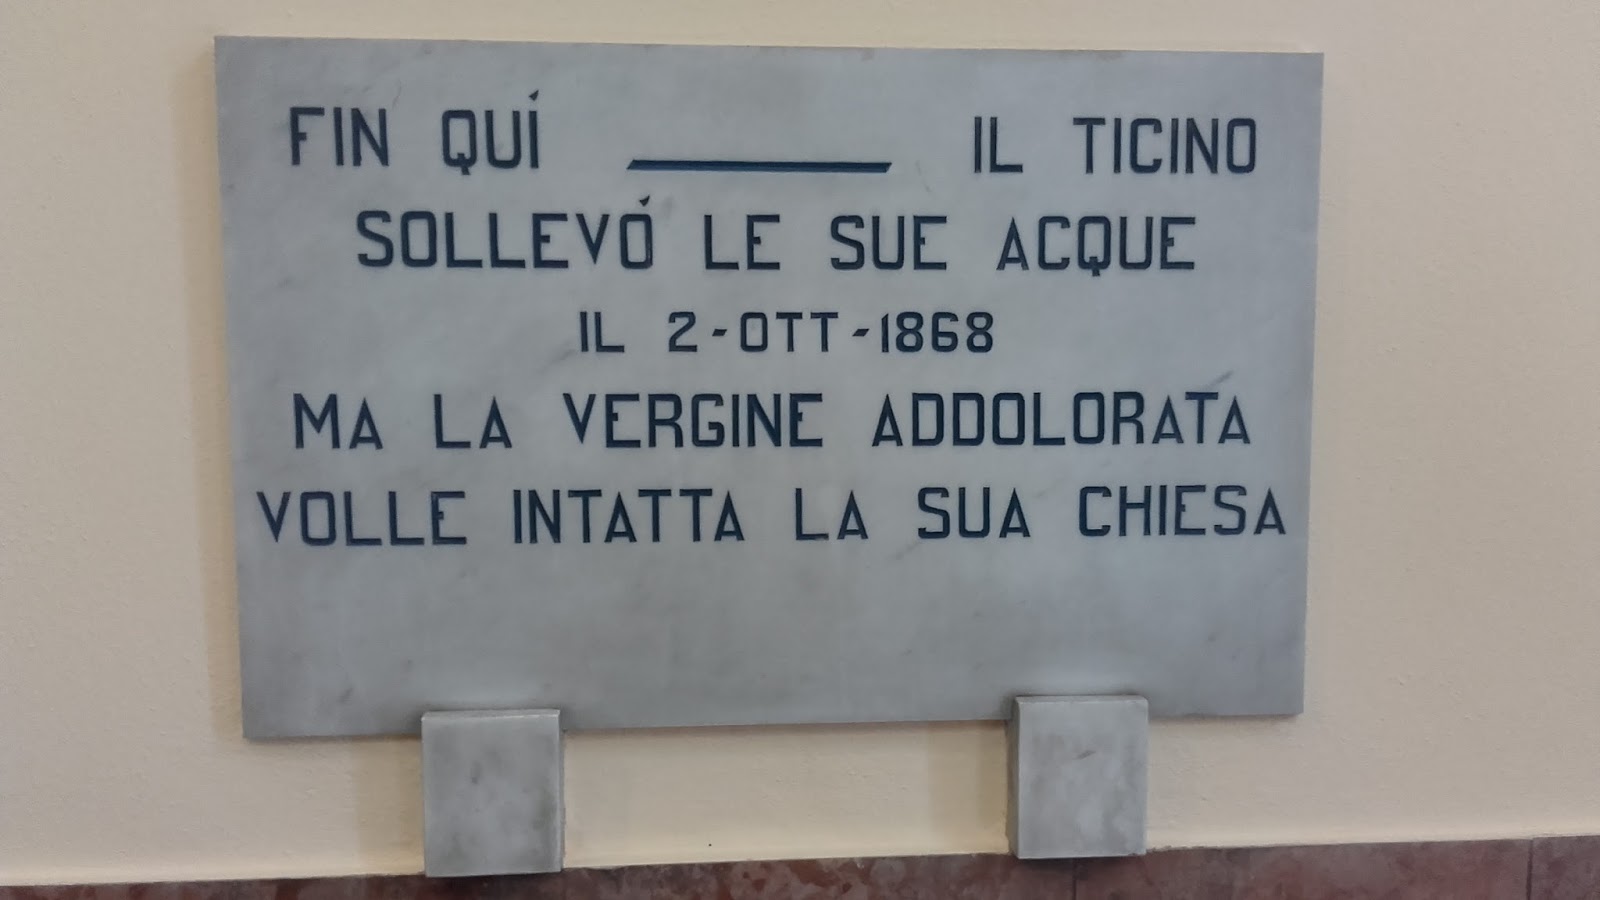 FIN QUÍ ______ IL TICINO
SOLLEVÓ LE SUE ACQUE
IL 2-OTT-1868
MA LA VERGINE ADDOLORATA
VOLLE INTATTA LA SUA CHIESA